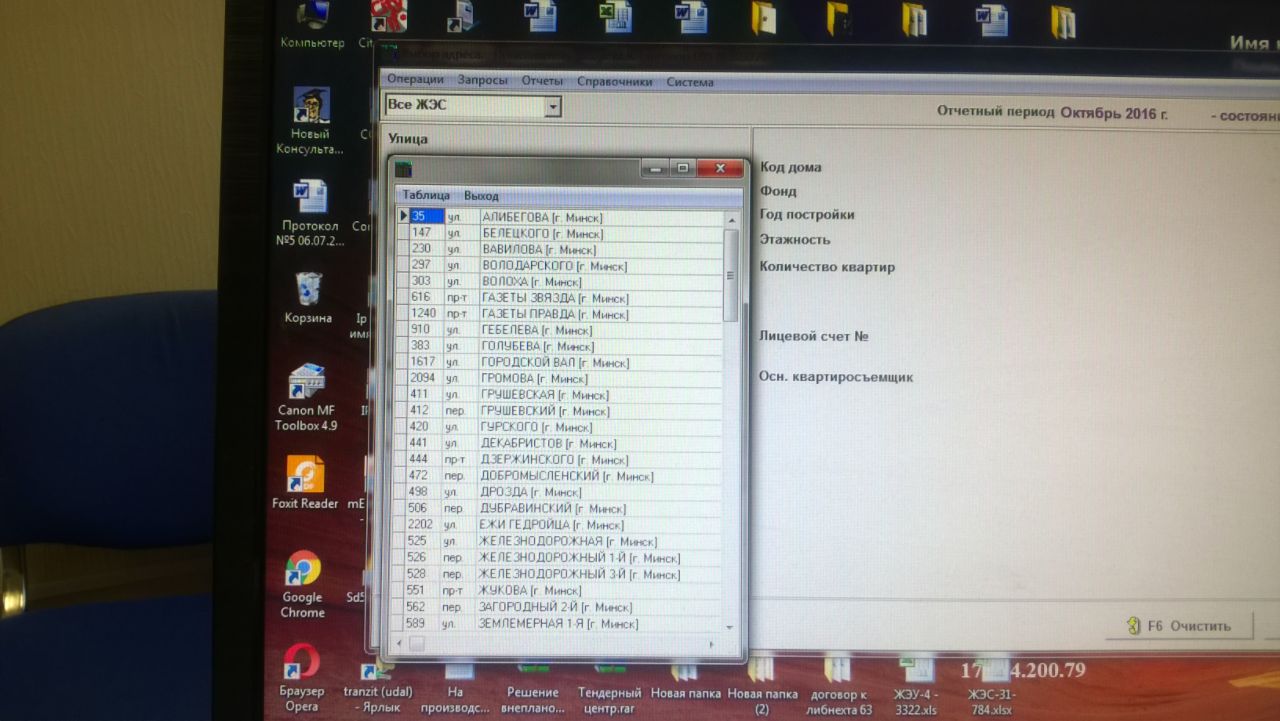 Компьютер
Cit
Имя
Операции Запросы Отчеты Справочники Система
Все ЖЭС
Отчетный период Октябрь 2016 г.
Улица
Новый
Консульта...
Протокол
№5 06.07.2...
Корзина
Canon MF
Toolbox 4.9
Foxit Reader
Google
Chrome
Браузер
Opera
Таблица Выход
35 ул. АЛИБЕГОВА [г. Минск]
147 ул. БЕЛЕЦКОГО [г. Минск]
230 ул. ВАВИЛОВА [г. Минск]
297 ул. ВОЛОДАРСКОГО [г. Минск]
303 ул. ВОЛОХА [г. Минск]
616 пр-т ГАЗЕТЫ ЗВЯЗДА [г. Минск]
1240 пр-т ГАЗЕТЫ ПРАВДА [г. Минск]
910 ул. ГЕБЕЛЕВА [г. Минск]
383 ул. ГОЛУБЕВА [г. Минск]
1617 ул. ГОРОДСКОЙ ВАЛ [г. Минск]
2094 ул. ГРОМОВА [г. Минск]
411 ул. ГРУШЕВСКАЯ [г. Минск]
412 пер. ГРУШЕВСКИЙ [г. Минск]
420 ул. ГУРСКОГО [г. Минск]
441 ул. ДЕКАБРИСТОВ [г. Минск]
444 пр-т ДЗЕРЖИНСКОГО [г. Минск]
472 пер. ДОБРОМЫСЛЕНСКИЙ [г. Минск]
498 ул. ДРОЗДА [г. Минск]
506 пер. ДУБРАВИНСКИЙ [г. Минск]
2202 ул. ЕЖИ ГЕДРОЙЦА [г. Минск]
525 ул. ЖЕЛЕЗНОДОРОЖНАЯ [г. Минск]
526 пер. ЖЕЛЕЗНОДОРОЖНЫЙ 1-Й [г. Минск]
528 пер. ЖЕЛЕЗНОДОРОЖНЫЙ 3-Й [г. Минск]
551 пр-т ЖУКОВА [г. Минск]
562 пер. ЗАГОРОДНЫЙ 2-Й [г. Минск]
589 ул. ЗЕМЛЕМЕРНАЯ 1-Я [г. Минск]
Код дома
Фонд
Год постройки
Этажность
Количество квартир
Лицевой счет №
Осн. квартиросъемщик
F6 Очистить
tranzit (udal)
- Ярлык
На
производс...
Решение
внеплано...
Тендерный
центр.rar
Новая папка
Новая папка
(2)
договор к
либнехта 63
ЖЭУ-4 -
3322.xls
ЖЭС-31-
784.xlsx
4.200.79